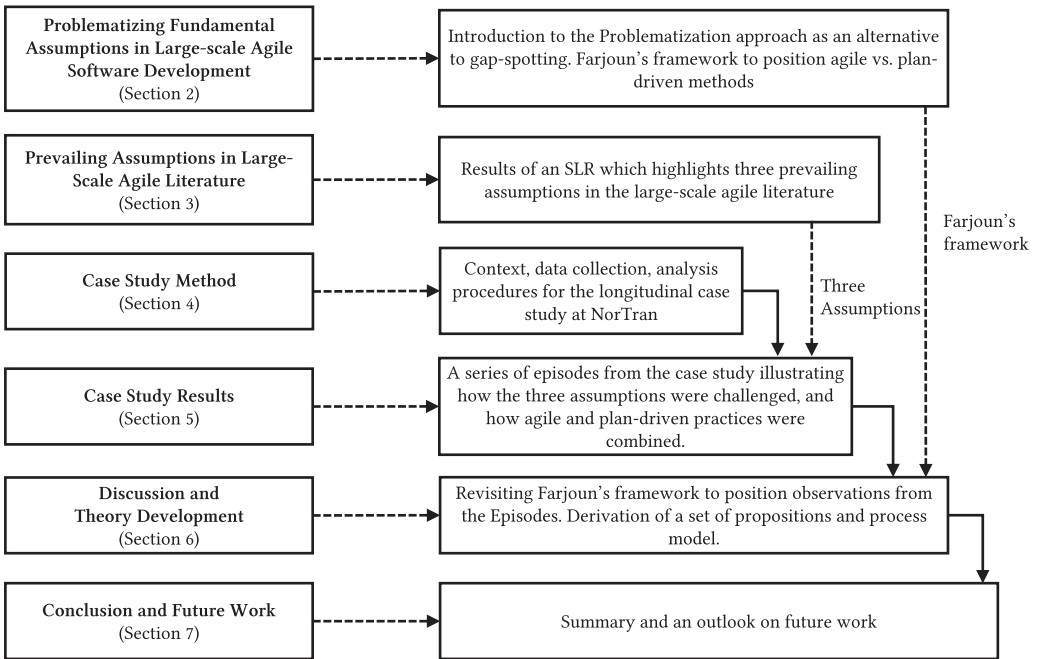 Problematizing Fundamental
Assumptions in Large-scale Agile
Software Development
(Section 2)
Introduction to the Problematization approach as an alternative
to gap-spotting. Farjoun's framework to position agile vs. plan-
driven methods
Prevailing Assumptions in Large-
Scale Agile Literature
(Section 3)
Results of an SLR which highlights three prevailing
assumptions in the large-scale agile literature
Farjoun's
framework
Case Study Method
(Section 4)
Context, data collection, analysis
procedures for the longitudinal case
study at NorTran
Three
Assumptions
Case Study Results
(Section 5)
A series of episodes from the case study illustrating
how the three assumptions were challenged, and
how agile and plan-driven practices were
combined.
Discussion and
Theory Development
(Section 6)
Revisiting Farjoun's framework to position observations from
the Episodes. Derivation of a set of propositions and process
model.
Conclusion and Future Work
(Section 7)
Summary and an outlook on future work